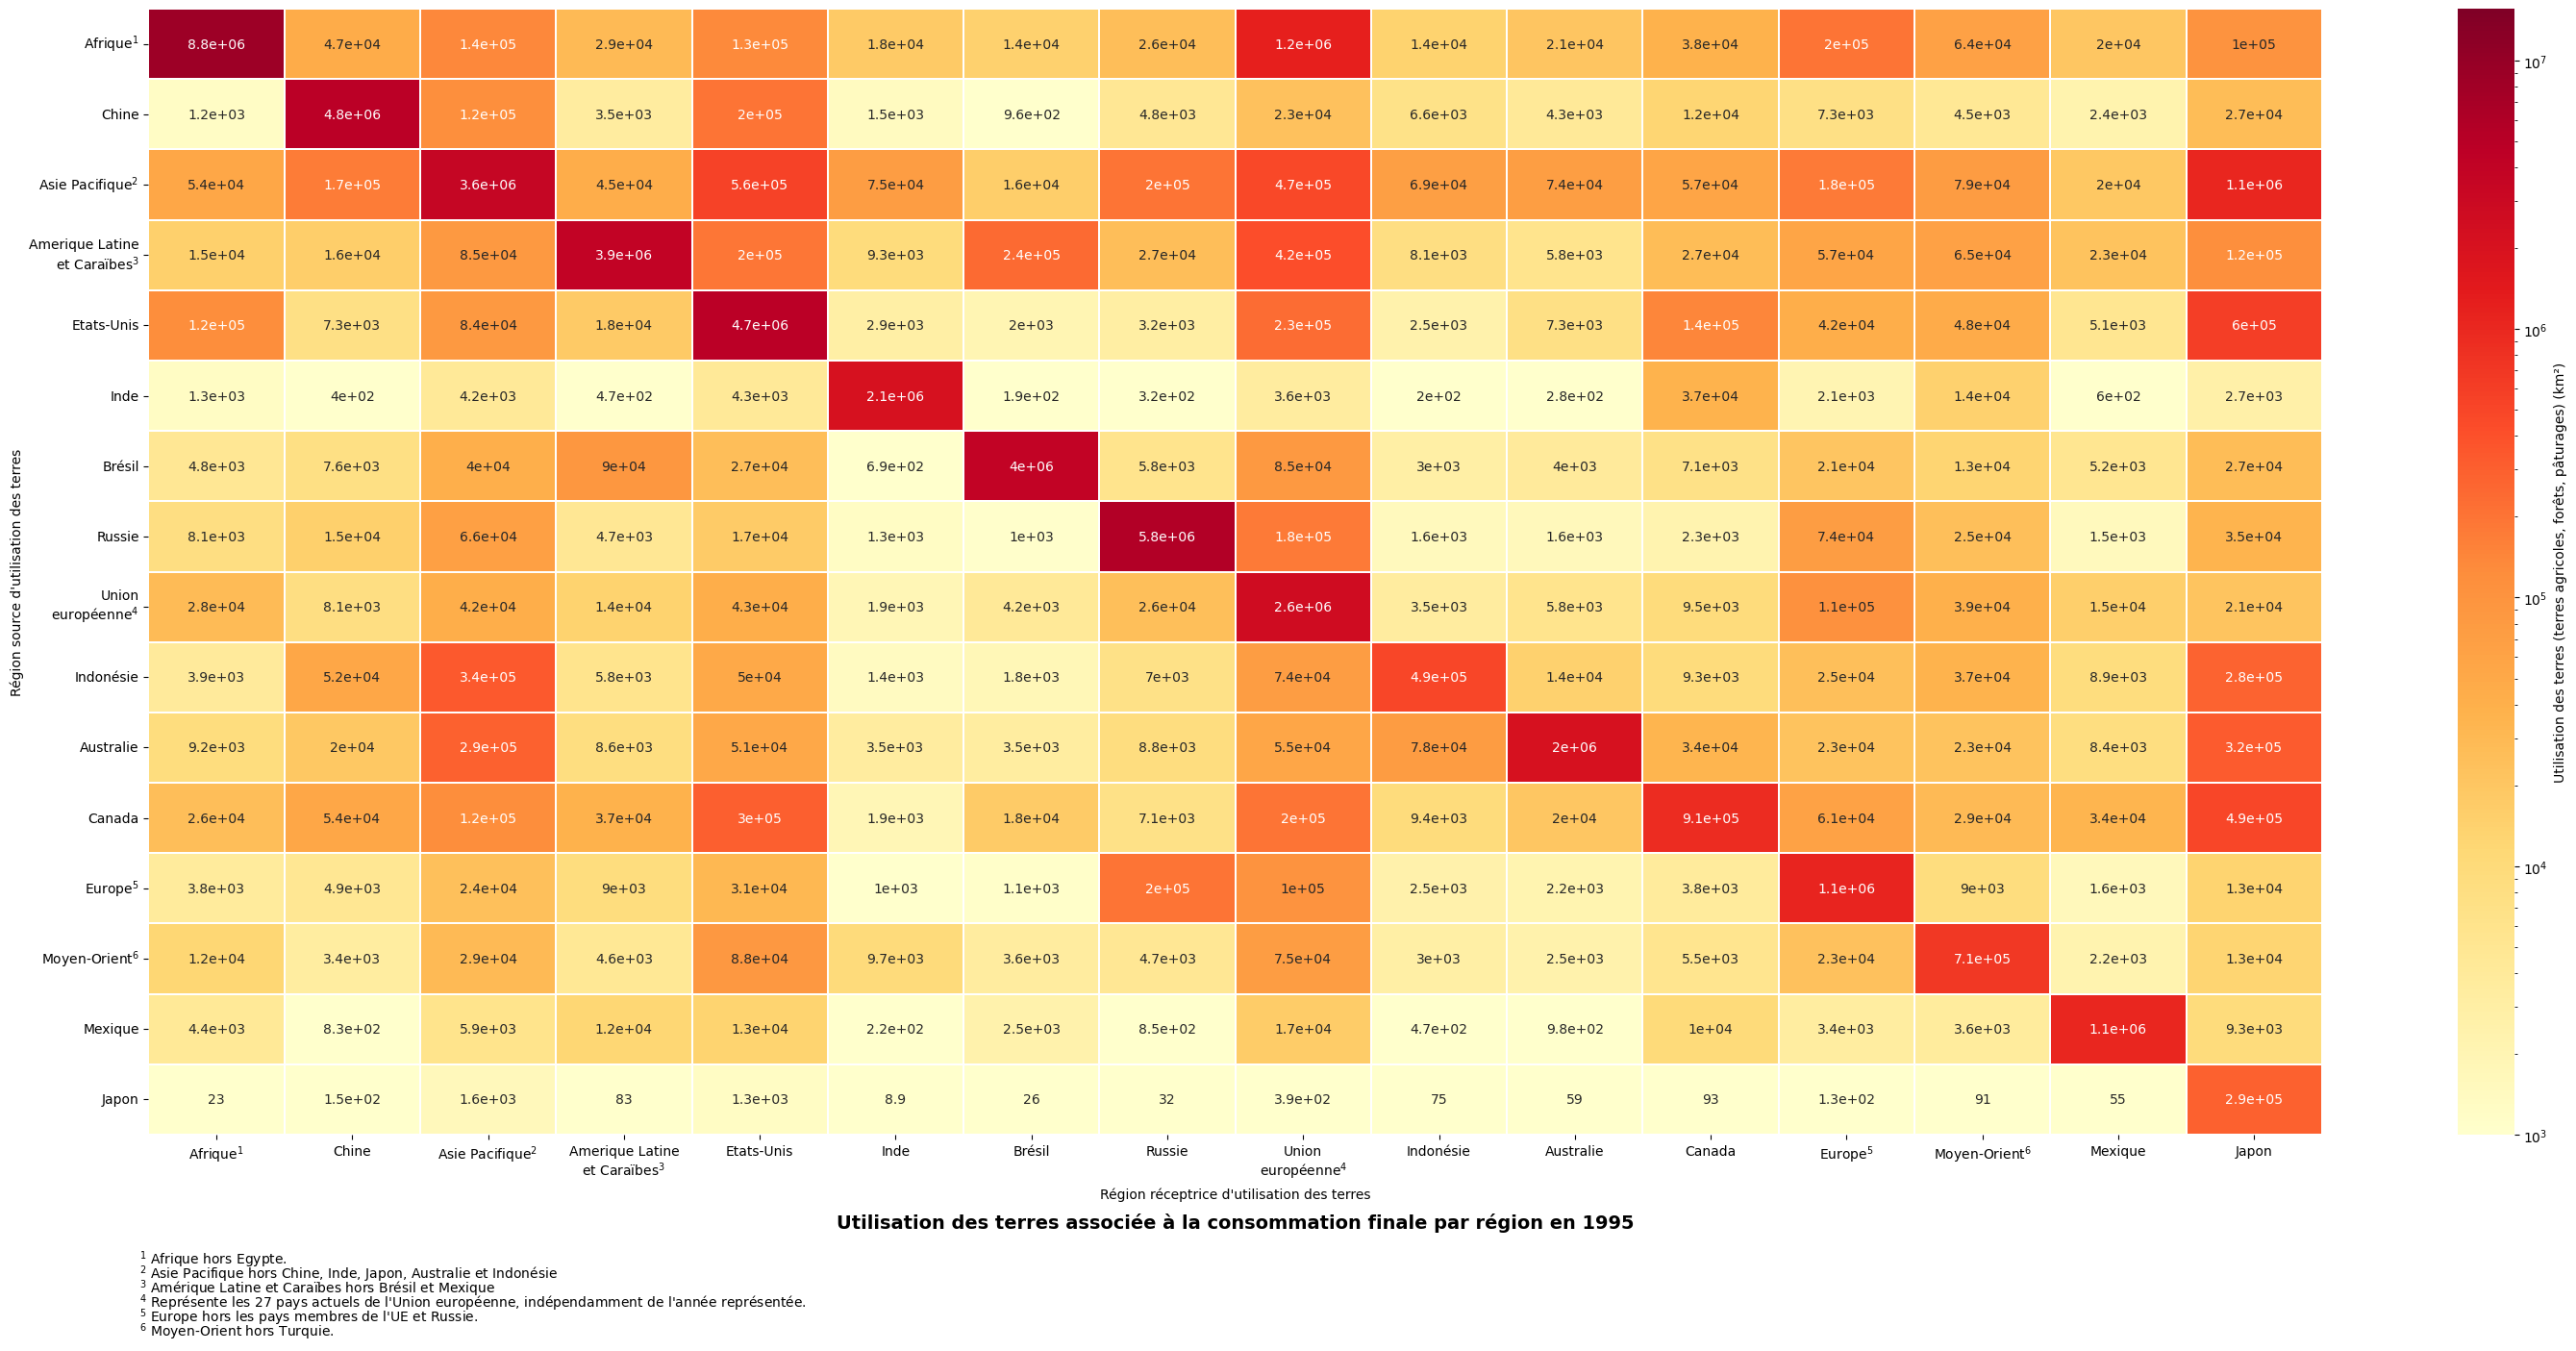 Afrique¹ 8.8e+06 4.7e+04 1.4e+05 2.9e+04 1.3e+05 1.8e+04 1.4e+04 2.6e+04 1.2e+06 1.4e+04 2.1e+04 3.8e+04 2e+05 6.4e+04 2e+04 1e+05
Chine 1.2e+03 4.8e+06 1.2e+05 3.5e+03 2e+05 1.5e+03 9.6e+02 4.8e+03 2.3e+04 6.6e+03 4.3e+03 1.2e+04 7.3e+03 4.5e+03 2.4e+03 2.7e+04
Asie Pacifique² 5.4e+04 1.7e+05 3.6e+06 4.5e+04 5.6e+05 7.5e+04 1.6e+04 2e+05 4.7e+05 6.9e+04 7.4e+04 5.7e+04 1.8e+05 7.9e+04 2e+04 1.1e+06
Amerique Latine
et Caraïbes³ 1.5e+04 1.6e+04 8.5e+04 3.9e+06 2e+05 9.3e+03 2.4e+05 2.7e+04 4.2e+05 8.1e+03 5.8e+03 2.7e+04 5.7e+04 6.5e+04 2.3e+04 1.2e+05
Etats-Unis 1.2e+05 7.3e+03 8.4e+04 1.8e+04 4.7e+06 2.9e+03 2e+03 3.2e+03 2.3e+05 2.5e+03 7.3e+03 1.4e+05 4.2e+04 4.8e+04 5.1e+03 6e+05
Inde 1.3e+03 4e+02 4.2e+03 4.7e+02 4.3e+03 2.1e+06 1.9e+02 3.2e+02 3.6e+03 2e+02 2.8e+02 3.7e+04 2.1e+03 1.4e+04 6e+02 2.7e+03
Brésil 4.8e+03 7.6e+03 4e+04 9e+04 2.7e+04 6.9e+02 4e+06 5.8e+03 8.5e+04 3e+03 4e+03 7.1e+03 2.1e+04 1.3e+04 5.2e+03 2.7e+04
Russie 8.1e+03 1.5e+04 6.6e+04 4.7e+03 1.7e+04 1.3e+03 1e+03 5.8e+06 1.8e+05 1.6e+03 1.6e+03 2.3e+03 7.4e+04 2.5e+04 1.5e+03 3.5e+04
Union
européenne⁴ 2.8e+04 8.1e+03 4.2e+04 1.4e+04 4.3e+04 1.9e+03 4.2e+03 2.6e+04 2.6e+06 3.5e+03 5.8e+03 9.5e+03 1.1e+05 3.9e+04 1.5e+04 2.1e+04
Indonésie 3.9e+03 5.2e+04 3.4e+05 5.8e+03 5e+04 1.4e+03 1.8e+03 7e+03 7.4e+04 4.9e+05 1.4e+04 9.3e+03 2.5e+04 3.7e+04 8.9e+03 2.8e+05
Australie 9.2e+03 2e+04 2.9e+05 8.6e+03 5.1e+04 3.5e+03 3.5e+03 8.8e+03 5.5e+04 7.8e+04 2e+06 3.4e+04 2.3e+04 2.3e+04 8.4e+03 3.2e+05
Canada 2.6e+04 5.4e+04 1.2e+05 3.7e+04 3e+05 1.9e+03 1.8e+04 7.1e+03 2e+05 9.4e+03 2e+04 9.1e+05 6.1e+04 2.9e+04 3.4e+04 4.9e+05
Europe⁵ 3.8e+03 4.9e+03 2.4e+04 9e+03 3.1e+04 1e+03 1.1e+03 2e+05 1e+05 2.5e+03 2.2e+03 3.8e+03 1.1e+06 9e+03 1.6e+03 1.3e+04
Moyen-Orient⁶ 1.2e+04 3.4e+03 2.9e+04 4.6e+03 8.8e+04 9.7e+03 3.6e+03 4.7e+03 7.5e+04 3e+03 2.5e+03 5.5e+03 2.3e+04 7.1e+05 2.2e+03 1.3e+04
Mexique 4.4e+03 8.3e+02 5.9e+03 1.2e+04 1.3e+04 2.2e+02 2.5e+03 8.5e+02 1.7e+04 4.7e+02 9.8e+02 1e+04 3.4e+03 3.6e+03 1.1e+06 9.3e+03
Japon 23 1.5e+02 1.6e+03 83 1.3e+03 8.9 26 32 3.9e+02 75 59 93 1.3e+02 91 55 2.9e+05
Afrique¹ Chine Asie Pacifique² Amerique Latine Etats-Unis Inde Brésil Russie Union Indonésie Australie Canada Europe⁵ Moyen-Orient⁶ Mexique Japon
et Caraïbes³ européenne⁴
Région source d'utilisation des terres
Région réceptrice d'utilisation des terres
10⁷
10⁶
10⁵
10⁴
10³
Utilisation des terres (terres agricoles, forêts, pâturages) (km²)
Utilisation des terres associée à la consommation finale par région en 1995
¹ Afrique hors Egypte.
² Asie Pacifique hors Chine, Inde, Japon, Australie et Indonésie
³ Amérique Latine et Caraïbes hors Brésil et Mexique
⁴ Représente les 27 pays actuels de l'Union européenne, indépendamment de l'année représentée.
⁵ Europe hors les pays membres de l'UE et Russie.
⁶ Moyen-Orient hors Turquie.